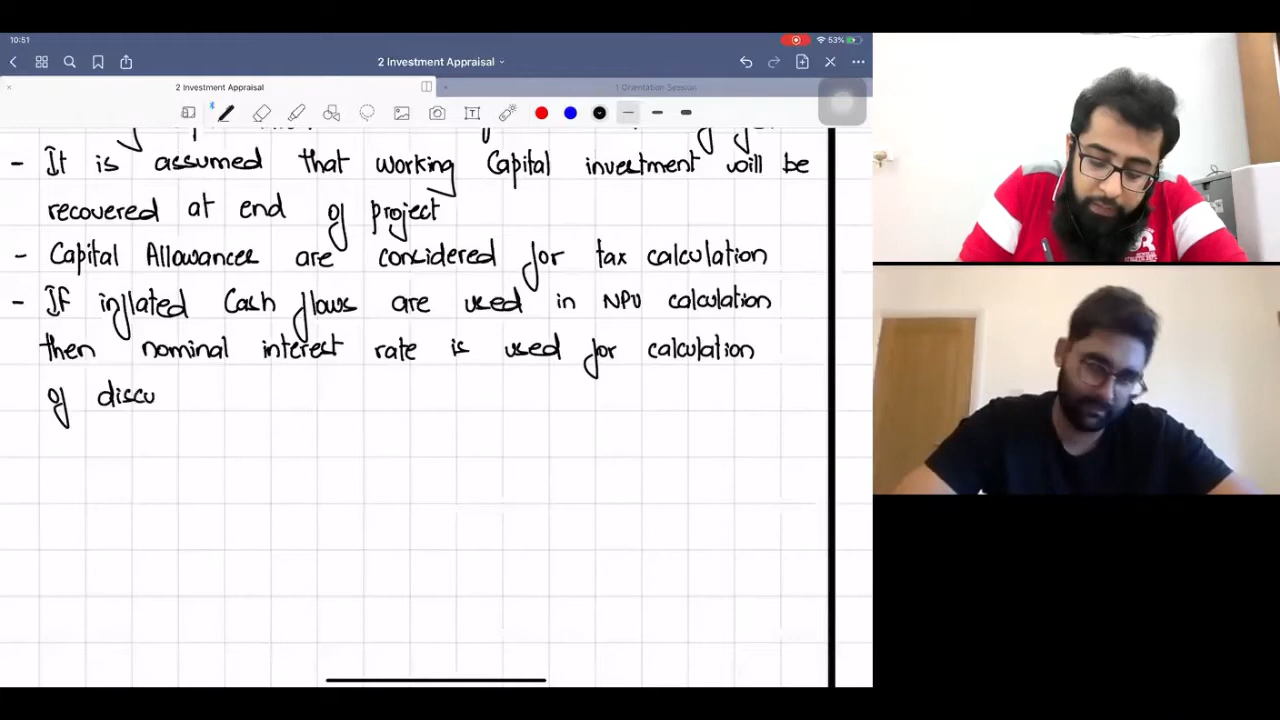 10:51
53%
2 Investment Appraisal
2 Investment Appraisal
1 Orientation Session
- It is assumed that working Capital investment will be
recovered at end of project
- Capital Allowances are considered for tax calculation
- If inflated Cash flows are used in NPV calculation
then nominal interest rate is used for calculation
of discu